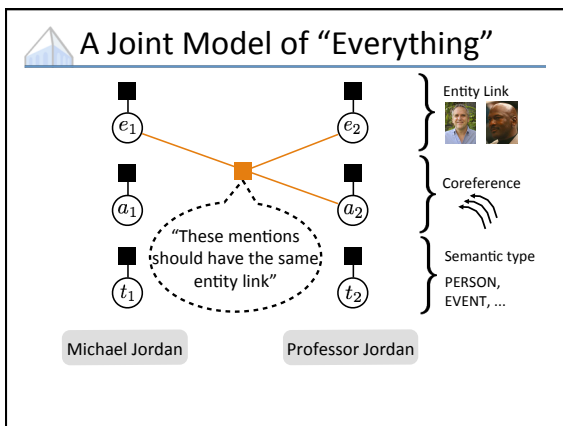 A Joint Model of “Everything”
Entity Link
e1
e2
Coreference
a1
a2
“These mentions
should have the same
entity link”
Semantic type
PERSON,
EVENT, ...
t1
t2
Michael Jordan
Professor Jordan